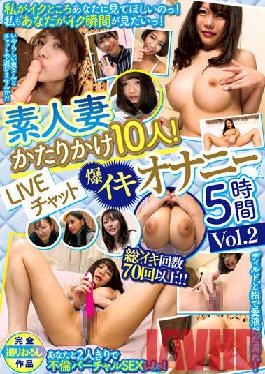 私がイクところあなたに見てほしいのっ!
私もあなたがイク瞬間が見たいっ!
素人妻
かたりかけ10人!
LIVE
チャット
爆イキ
オナニー
5時間
Vol.2
総イキ回数
70回以上!!
完全
撮りおろし
作品
あなたと2人きりで
不倫バーチャルSEXしよっ!